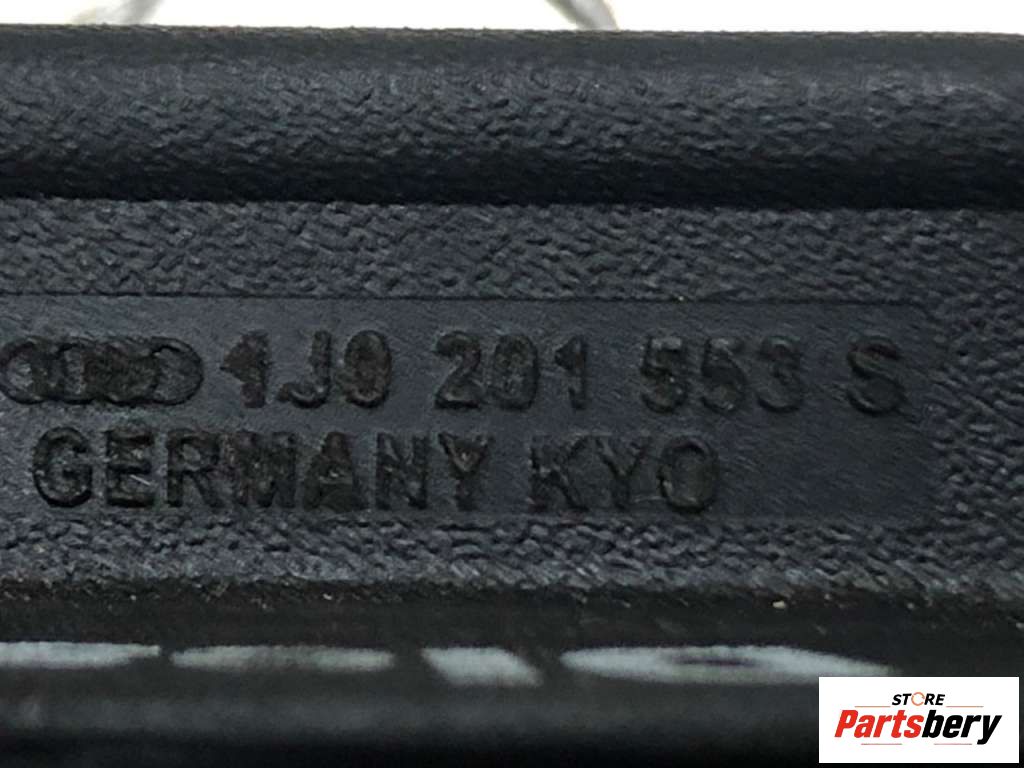 1J0 201 553 S
GERMANY KYO
STORE
Partsbery